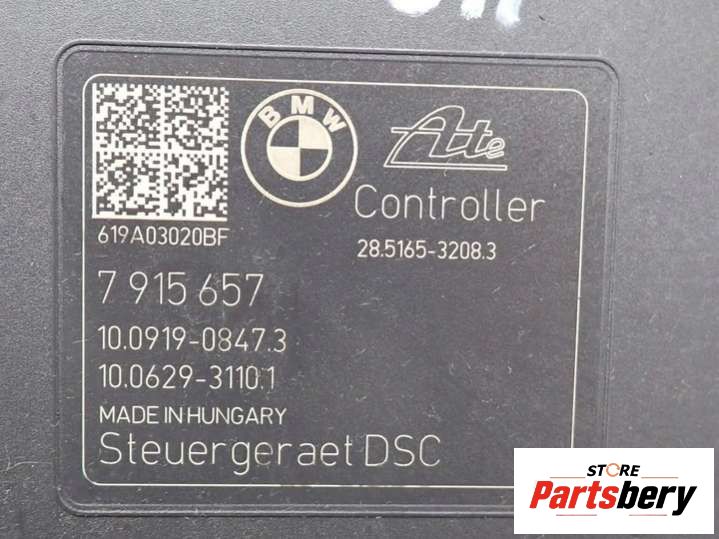 BMW
Ate
Controller
619A03020BF
28.5165-3208.3
7 915 657
10.0919-0847.3
10.0629-3110.1
MADE IN HUNGARY
Steuergeraet DSC
STORE
Partsbery